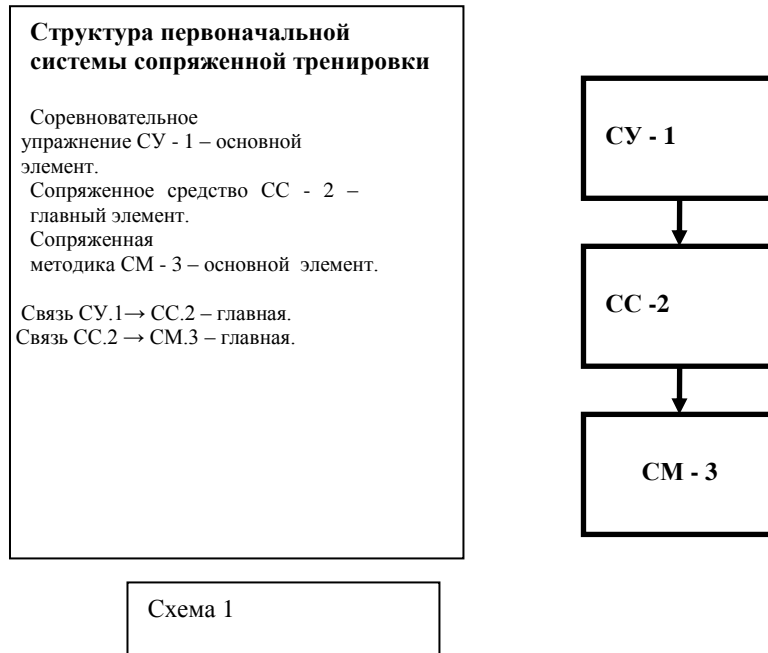 Структура первоначальной
системы сопряженной тренировки
Соревновательное
упражнение СУ - 1 – основной
элемент.
Сопряженное средство СС - 2 –
главный элемент.
Сопряженная
методика СМ - 3 – основной элемент.
Связь СУ.1→ СС.2 – главная.
Связь СС.2 → СМ.3 – главная.
СУ - 1
СС -2
СМ - 3
Схема 1